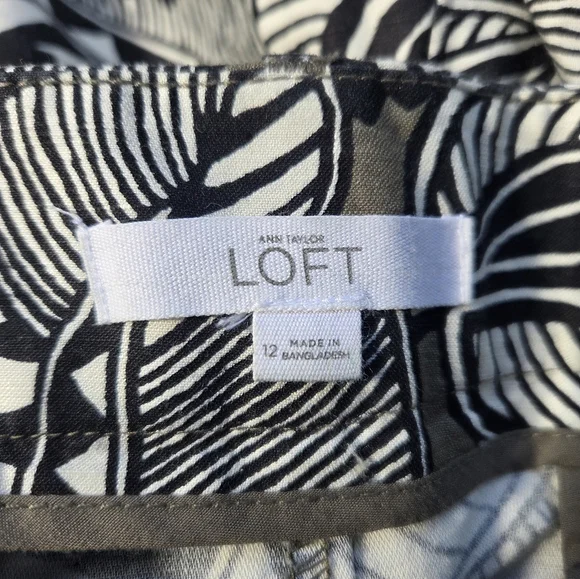 ANN TAYLOR
LOFT
12
MADE IN
BANGLADESH